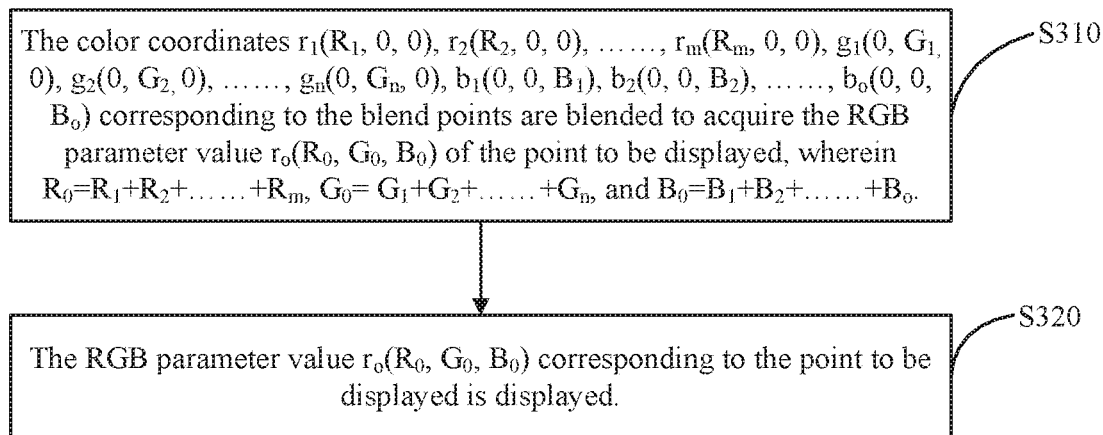 The color coordinates r₁(R₁, 0, 0), r₂(R₂, 0, 0), ……, rₘ(Rₘ, 0, 0), g₁(0, G₁,
0), g₂(0, G₂, 0), ……, gₙ(0, Gₙ, 0), b₁(0, 0, B₁), b₂(0, 0, B₂), ……, bₒ(0, 0,
Bₒ) corresponding to the blend points are blended to acquire the RGB
parameter value rₒ(R₀, G₀, B₀) of the point to be displayed, wherein
R₀=R₁+R₂+……+Rₘ, G₀= G₁+G₂+……+Gₙ, and B₀=B₁+B₂+……+Bₒ.
S310
The RGB parameter value rₒ(R₀, G₀, B₀) corresponding to the point to be
displayed is displayed.
S320